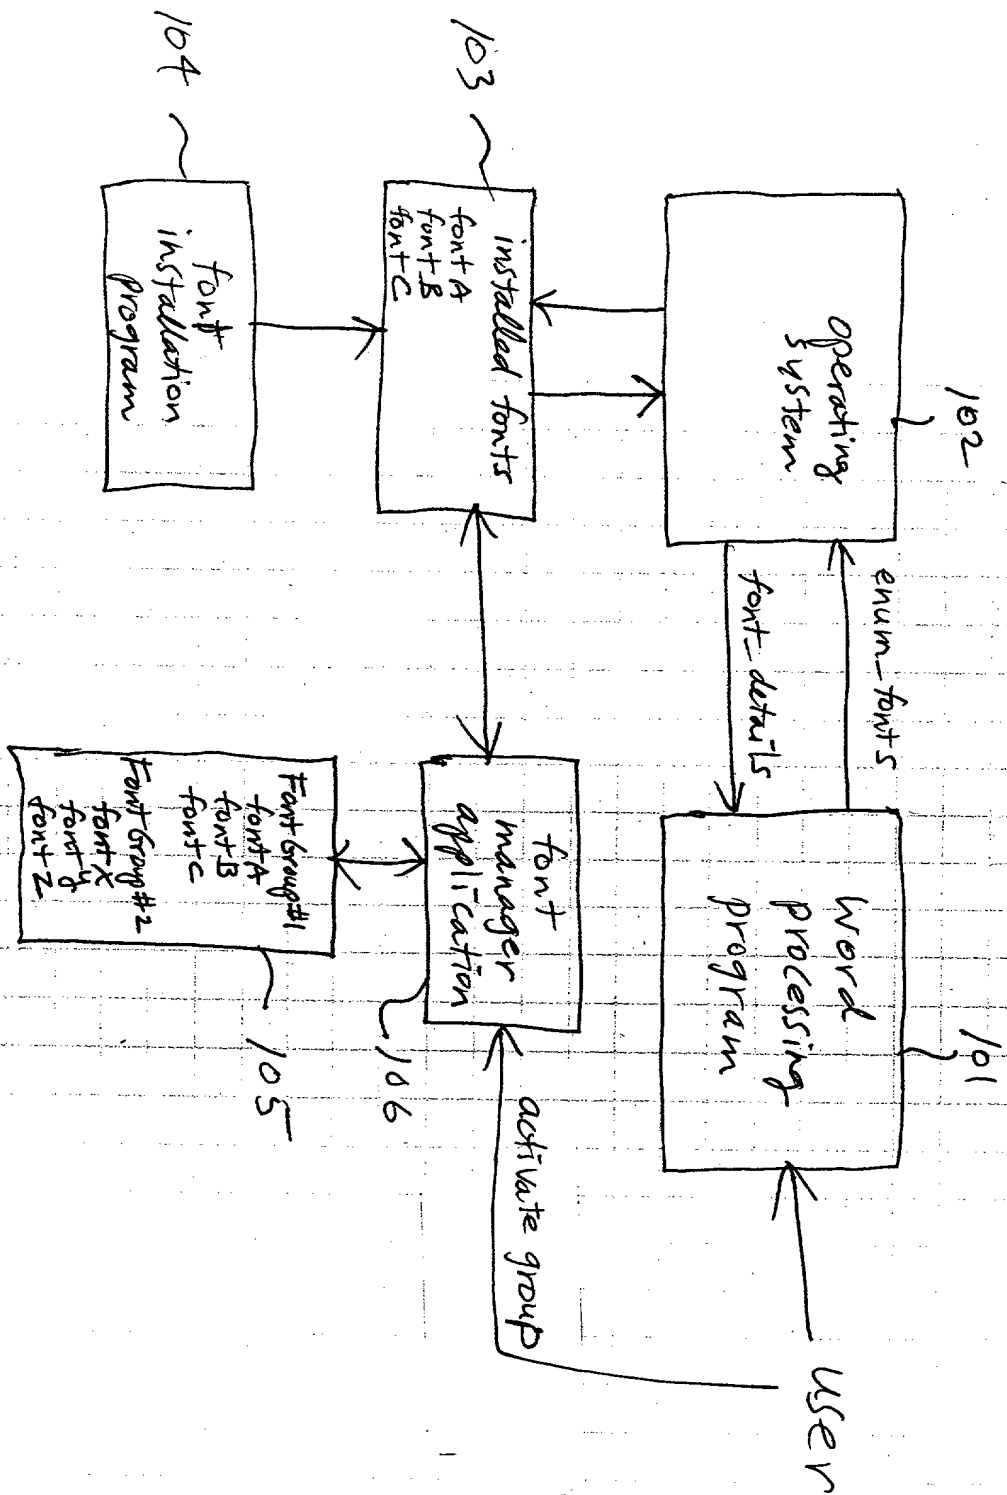 102
operating
system
enum_fonts
font_details
101
Word
processing
program
user
103
installed fonts
font A
font B
font C
font
manager
application
106
activate group
104
font
installation
program
Font Group #1
font A
font B
font C
Font Group #2
font X
font Y
font Z
105